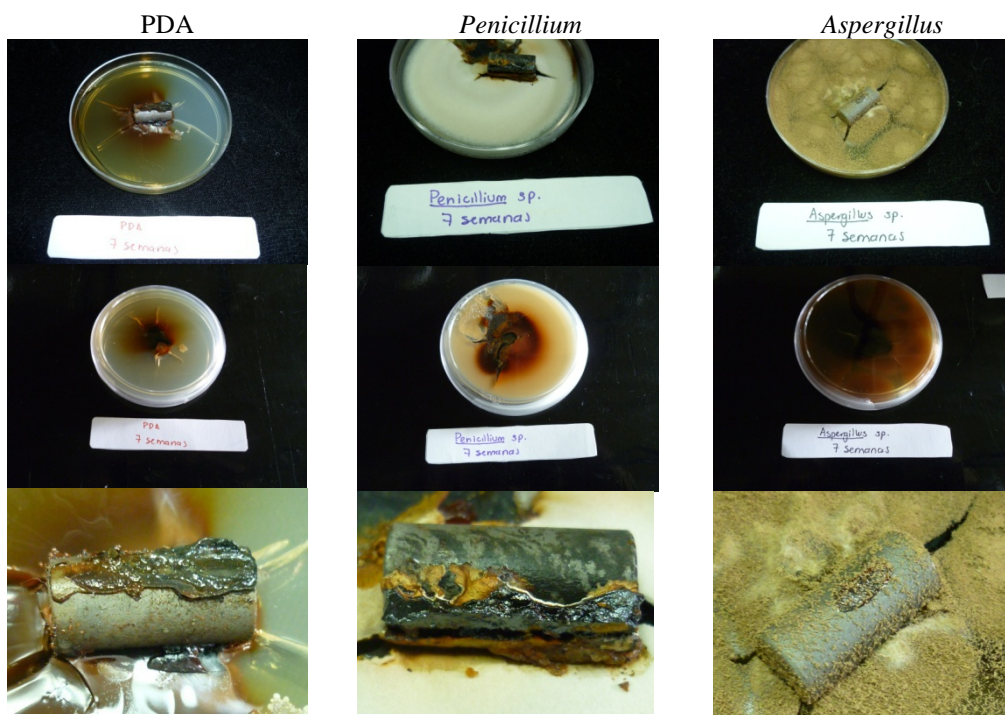 PDA
Penicillium
Aspergillus
PDA
7 semanas
Penicillium sp.
7 semanas
Aspergillus sp.
7 semanas
PDA
7 semanas
Penicillium sp.
7 semanas
Aspergillus sp.
7 semanas